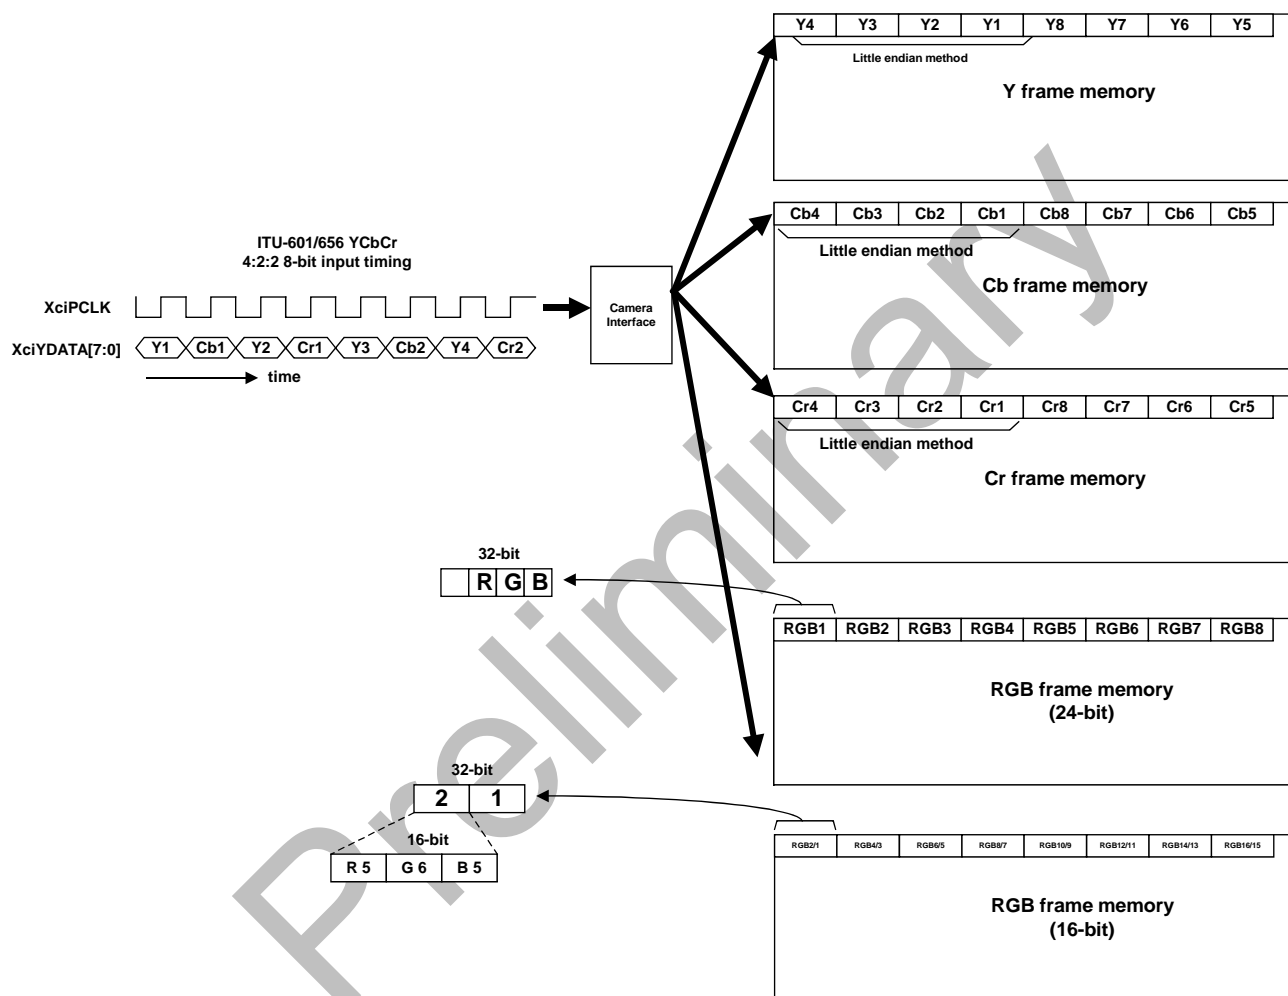 Y4 Y3 Y2 Y1 Y8 Y7 Y6 Y5
Little endian method
Y frame memory
Cb4 Cb3 Cb2 Cb1 Cb8 Cb7 Cb6 Cb5
Little endian method
Cb frame memory
ITU-601/656 YCbCr
4:2:2 8-bit input timing
XciPCLK
XciYDATA[7:0] Y1 Cb1 Y2 Cr1 Y3 Cb2 Y4 Cr2
time
Camera
Interface
Cr4 Cr3 Cr2 Cr1 Cr8 Cr7 Cr6 Cr5
Little endian method
Cr frame memory
32-bit
R G B
RGB1 RGB2 RGB3 RGB4 RGB5 RGB6 RGB7 RGB8
RGB frame memory
(24-bit)
32-bit
2 1
16-bit
R 5 G 6 B 5
RGB2/1 RGB4/3 RGB6/5 RGB8/7 RGB10/9 RGB12/11 RGB14/13 RGB16/15
RGB frame memory
(16-bit)
Preliminary